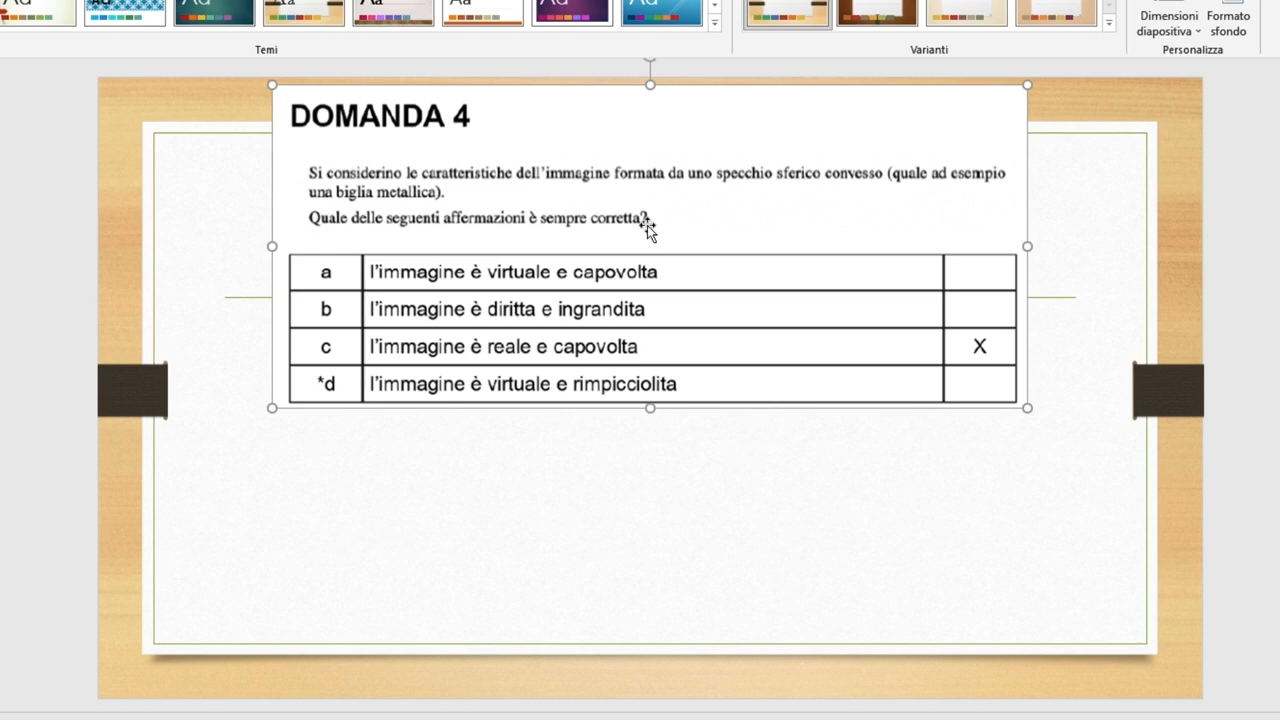 Temi
Varianti
Dimensioni
diapositiva
Formato
sfondo
Personalizza
DOMANDA 4
Si considerino le caratteristiche dell'immagine formata da uno specchio sferico convesso (quale ad esempio
una biglia metallica).
Quale delle seguenti affermazioni è sempre corretta?
a l'immagine è virtuale e capovolta
b l'immagine è diritta e ingrandita
c l'immagine è reale e capovolta X
*d l'immagine è virtuale e rimpicciolita